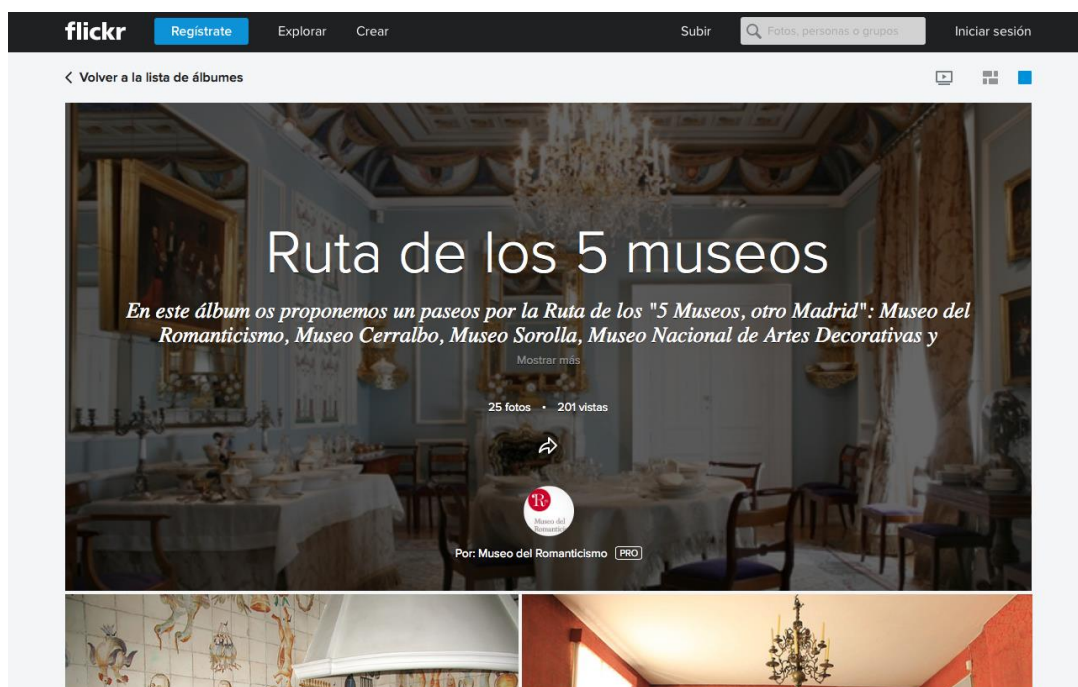 flickr Regístrate Explorar Crear Subir Fotos, personas o grupos Iniciar sesión
Volver a la lista de álbumes
Ruta de los 5 museos
En este álbum os proponemos un paseos por la Ruta de los "5 Museos, otro Madrid": Museo del
Romanticismo, Museo Cerralbo, Museo Sorolla, Museo Nacional de Artes Decorativas y
Mostrar más
25 fotos • 201 vistas
R
Museo del
Romantici
Por: Museo del Romanticismo PRO